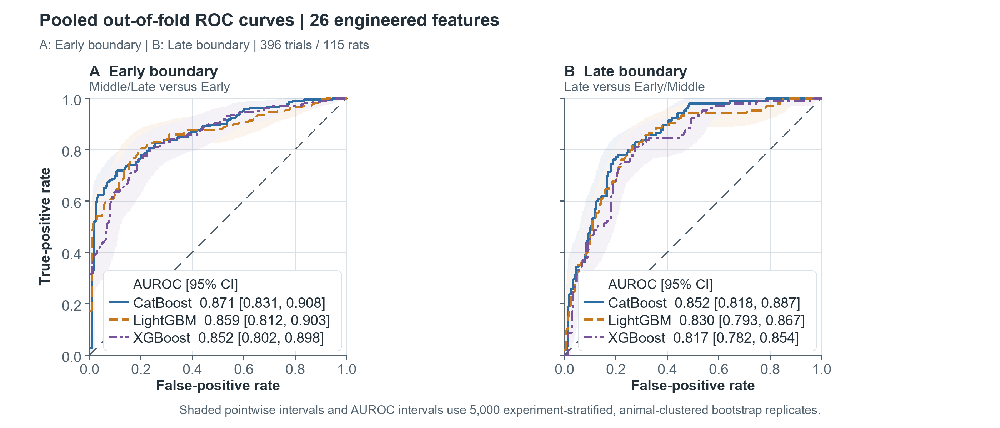 Pooled out-of-fold ROC curves | 26 engineered features
A: Early boundary | B: Late boundary | 396 trials / 115 rats
A Early boundary
Middle/Late versus Early
True-positive rate
1.0
0.8
0.6
0.4
0.2
0.0
AUROC [95% CI]
CatBoost 0.871 [0.831, 0.908]
LightGBM 0.859 [0.812, 0.903]
XGBoost 0.852 [0.802, 0.898]
0.0 0.2 0.4 0.6 0.8 1.0
False-positive rate
B Late boundary
Late versus Early/Middle
AUROC [95% CI]
CatBoost 0.852 [0.818, 0.887]
LightGBM 0.830 [0.793, 0.867]
XGBoost 0.817 [0.782, 0.854]
0.0 0.2 0.4 0.6 0.8 1.0
False-positive rate
Shaded pointwise intervals and AUROC intervals use 5,000 experiment-stratified, animal-clustered bootstrap replicates.